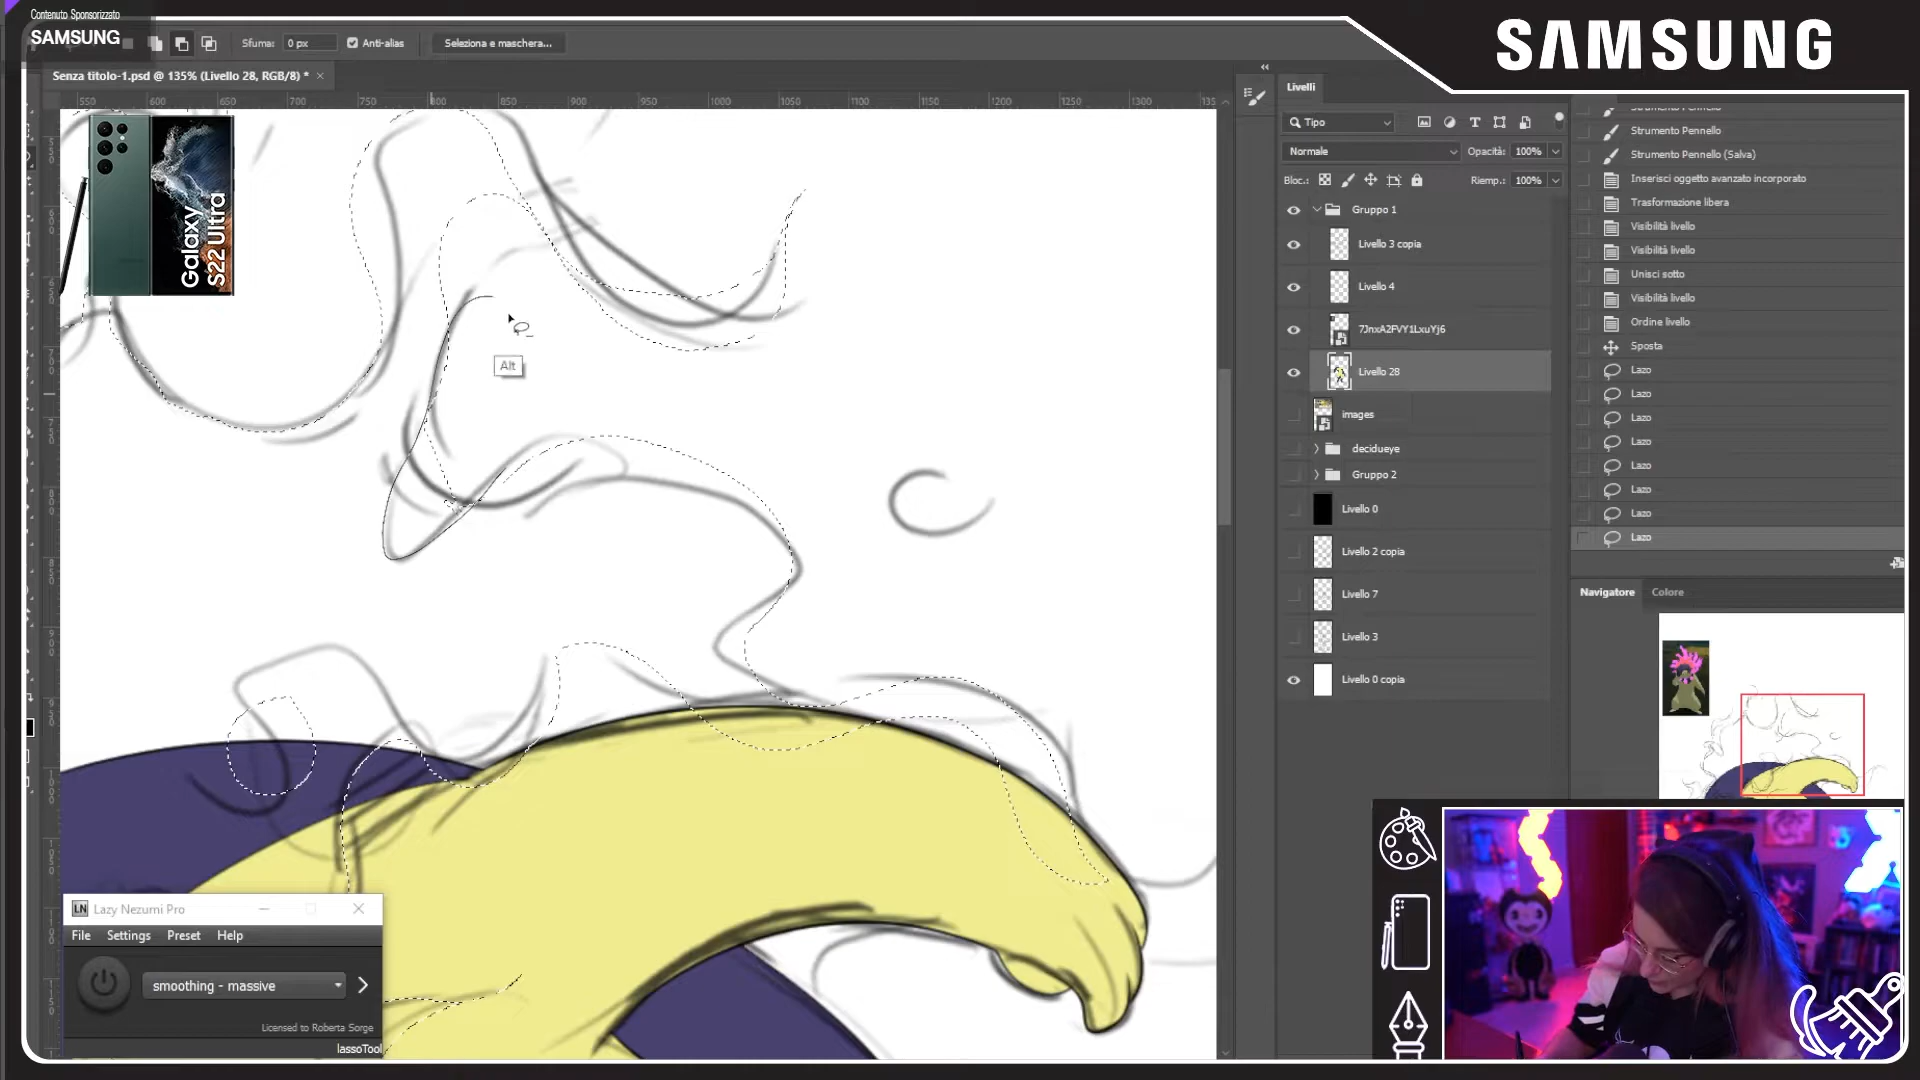 Contenuto Sponsorizzato
SAMSUNG
SAMSUNG
Sfuma: 0 px Anti-alias Seleziona e maschera...
Senza titolo-1.psd @ 135% (Livello 28, RGB/8) * ×
550 600 650 700 750 800 850 900 950 1000 1050 1100 1150 1200 1250 1300 135
Galaxy
S22 Ultra
Alt
Livelli
Tipo
Normale Opacità: 100%
Bloc.: Riemp.: 100%
Gruppo 1
Livello 3 copia
Livello 4
7JnxA2FVY1LxuYj6
Livello 28
images
decidueye
Gruppo 2
Livello 0
Livello 2 copia
Livello 7
Livello 3
Livello 0 copia
Strumento Pennello
Strumento Pennello
Strumento Pennello (Salva)
Inserisci oggetto avanzato incorporato
Trasformazione libera
Visibilità livello
Visibilità livello
Unisci sotto
Visibilità livello
Ordine livello
Sposta
Lazo
Lazo
Lazo
Lazo
Lazo
Lazo
Lazo
Lazo
Navigatore Colore
LN Lazy Nezumi Pro
File Settings Preset Help
smoothing - massive
Licensed to Roberta Sorge
lassoTool